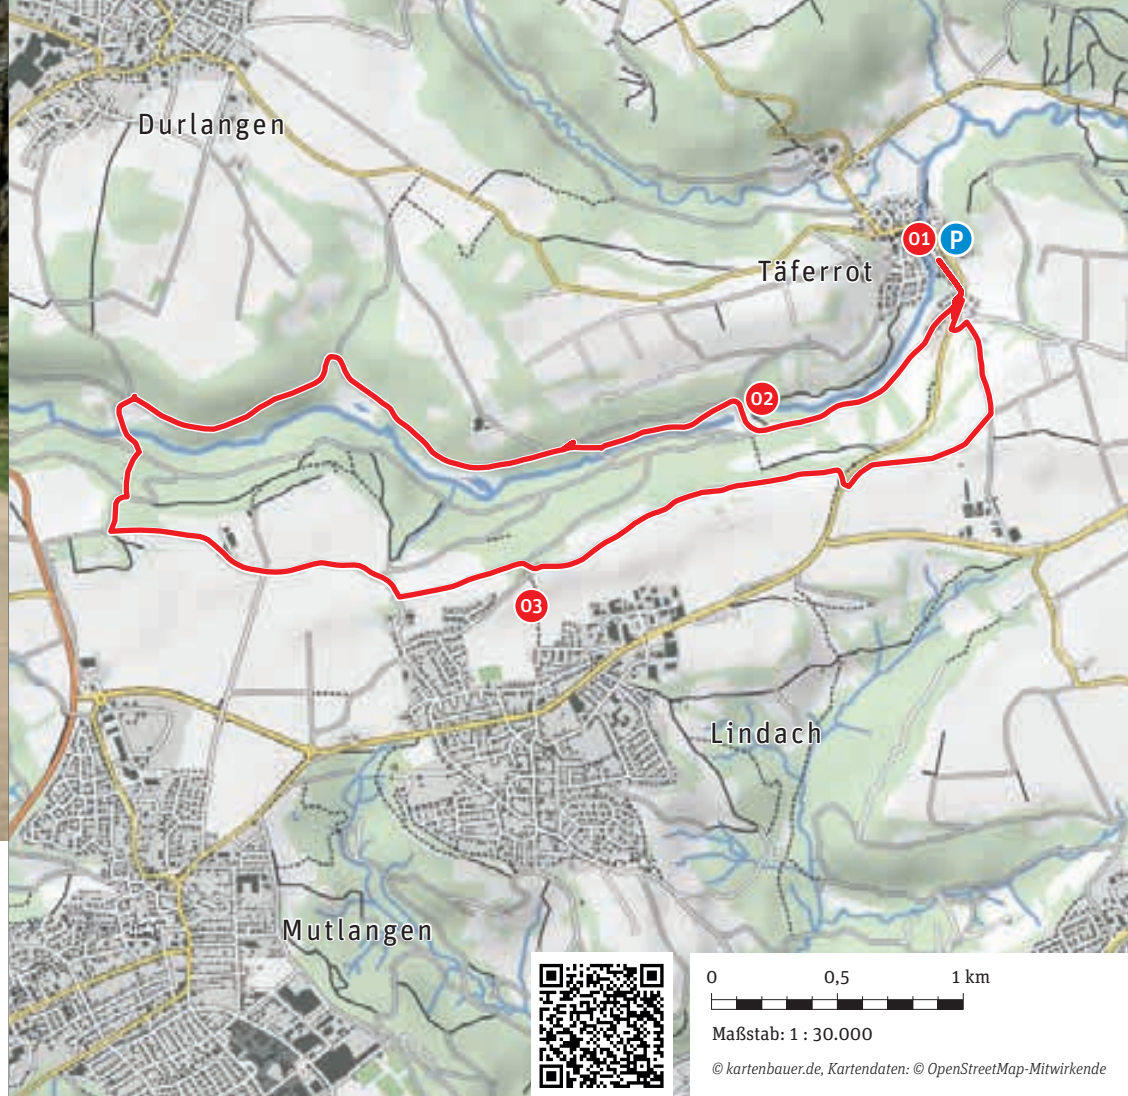 Durlangen
01 P
Täferrot
02
03
Lindach
Mutlangen
0 0,5 1 km
Maßstab: 1 : 30.000
© kartenbauer.de, Kartendaten: © OpenStreetMap-Mitwirkende